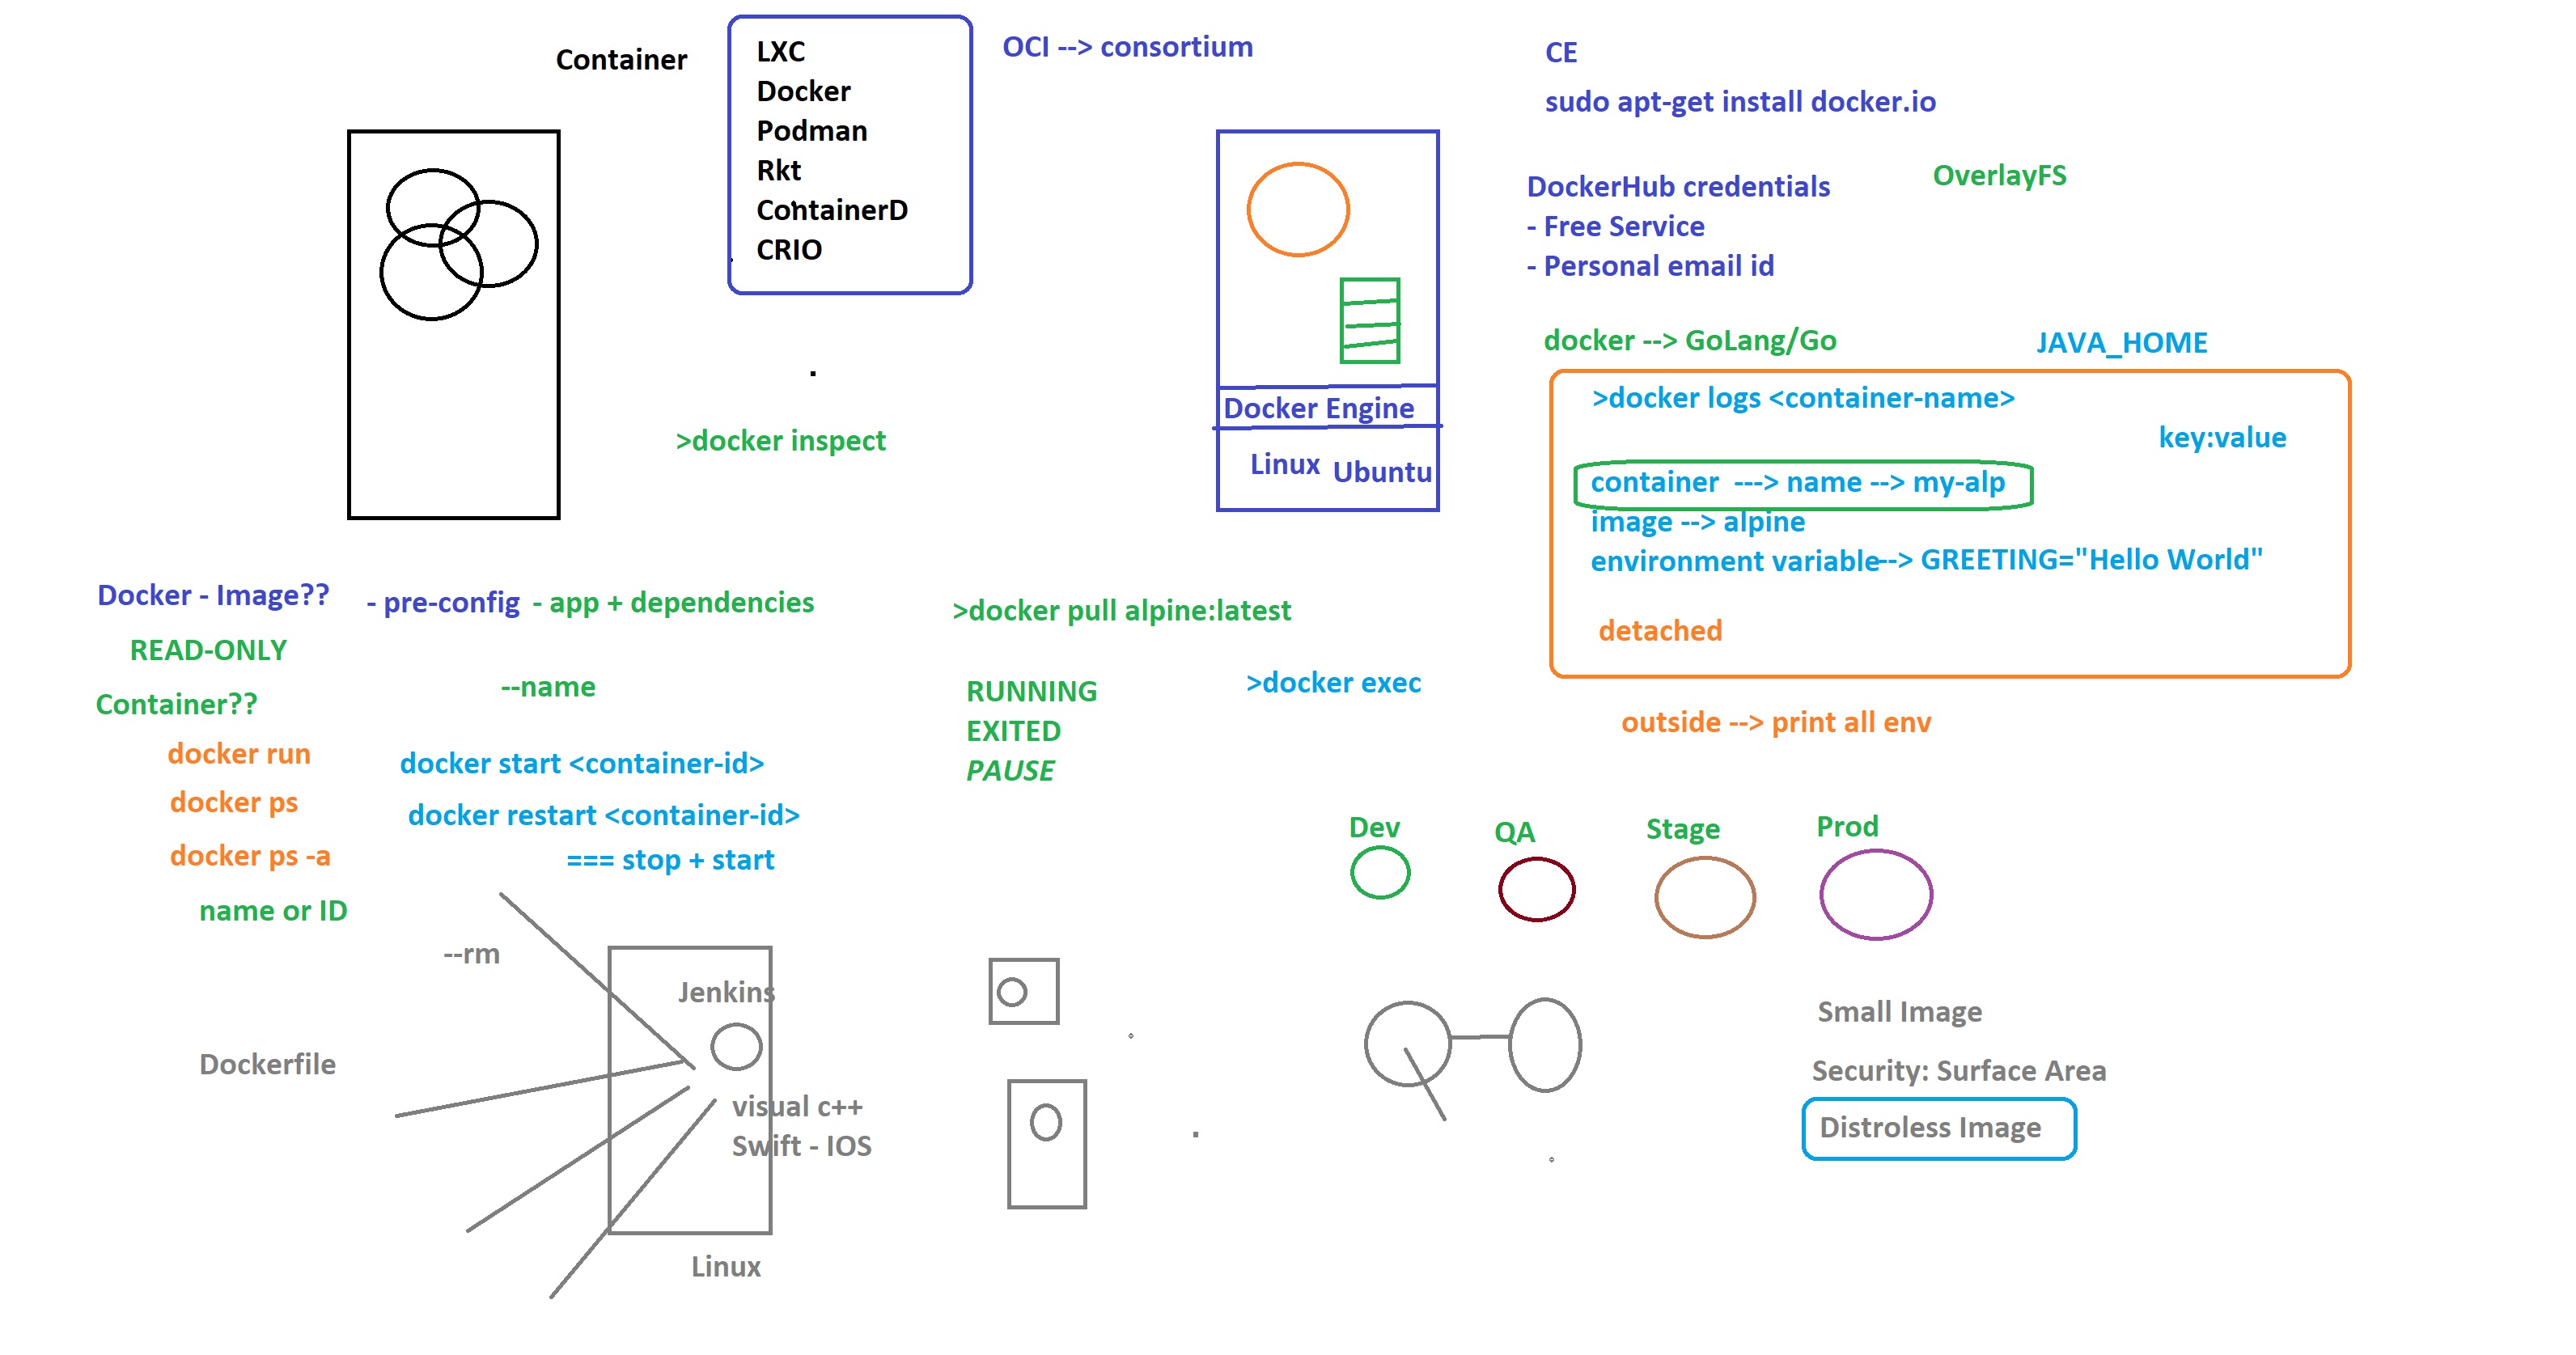 Container
LXC
Docker
Podman
Rkt
ContainerD
CRIO
OCI --> consortium
CE
sudo apt-get install docker.io
DockerHub credentials
- Free Service
- Personal email id
OverlayFS
docker --> GoLang/Go
JAVA_HOME
>docker logs <container-name>
key:value
container ---> name --> my-alp
image --> alpine
environment variable--> GREETING="Hello World"
detached
outside --> print all env
Docker Engine
Linux
Ubuntu
>docker inspect
Docker - Image??
- pre-config
- app + dependencies
READ-ONLY
Container??
--name
docker run
docker ps
docker ps -a
name or ID
docker start <container-id>
docker restart <container-id>
=== stop + start
>docker pull alpine:latest
RUNNING
EXITED
PAUSE
>docker exec
Dev
QA
Stage
Prod
--rm
Dockerfile
Jenkins
visual c++
Swift - IOS
Linux
Small Image
Security: Surface Area
Distroless Image